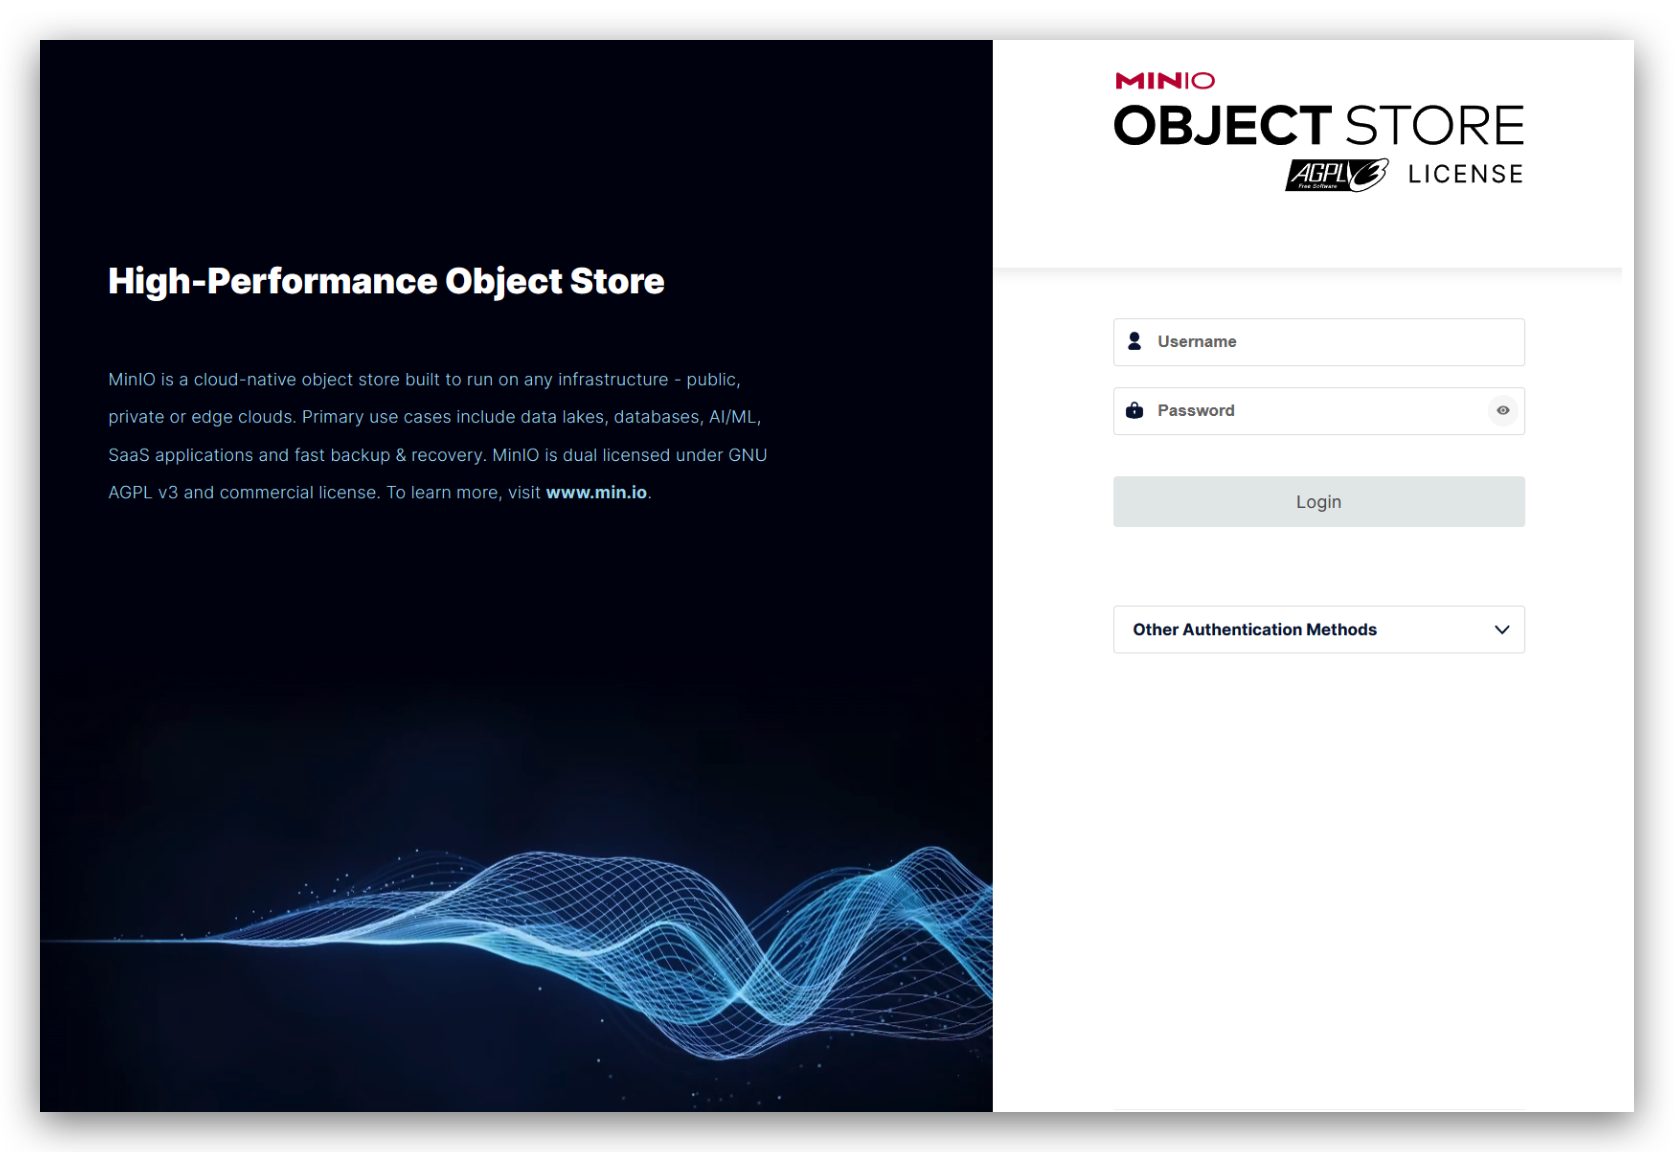 High-Performance Object Store
MinIO is a cloud-native object store built to run on any infrastructure - public,
private or edge clouds. Primary use cases include data lakes, databases, AI/ML,
SaaS applications and fast backup & recovery. MinIO is dual licensed under GNU
AGPL v3 and commercial license. To learn more, visit www.min.io.
MINIO
OBJECT STORE
AGPLV3 LICENSE
Free Software
Username
Password
Login
Other Authentication Methods